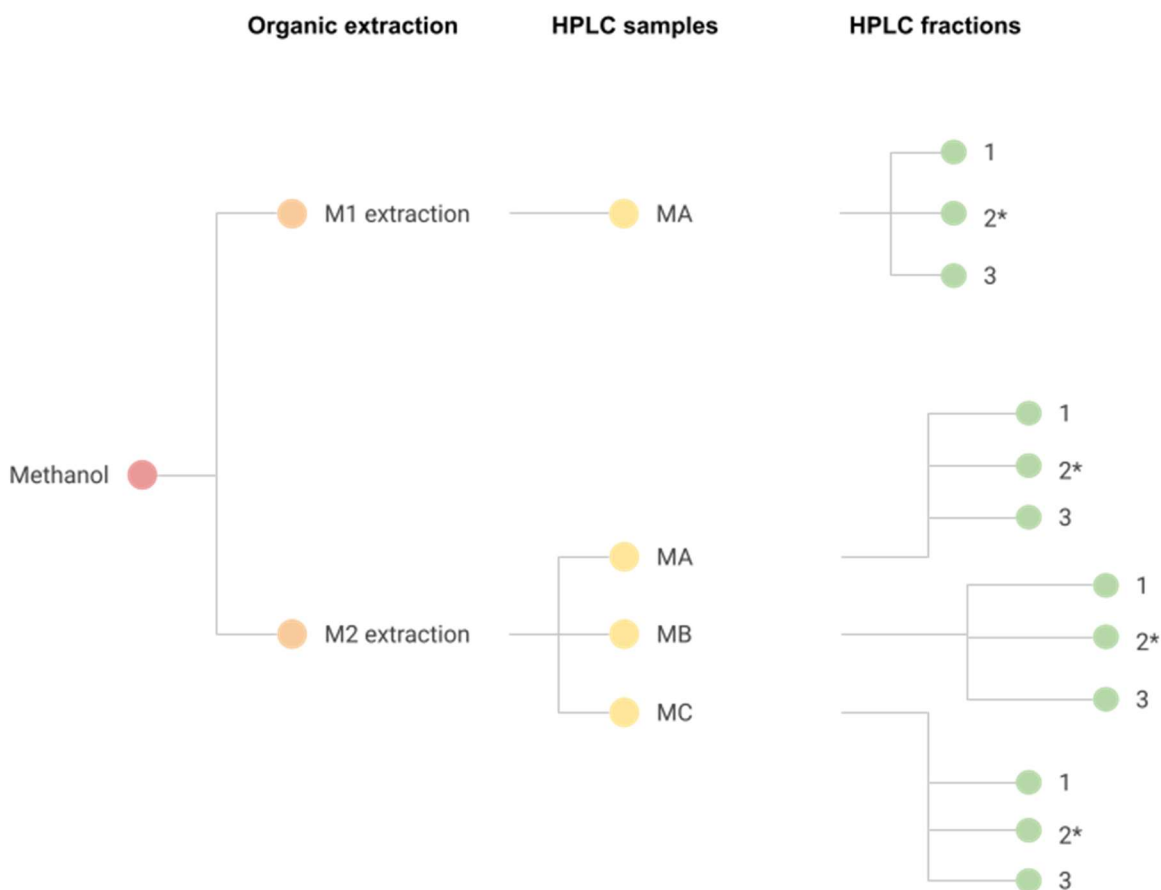 Organic extraction HPLC samples HPLC fractions
1
M1 extraction MA 2*
3
1
2*
Methanol
3
MA
1
M2 extraction MB 2*
3
MC
1
2*
3